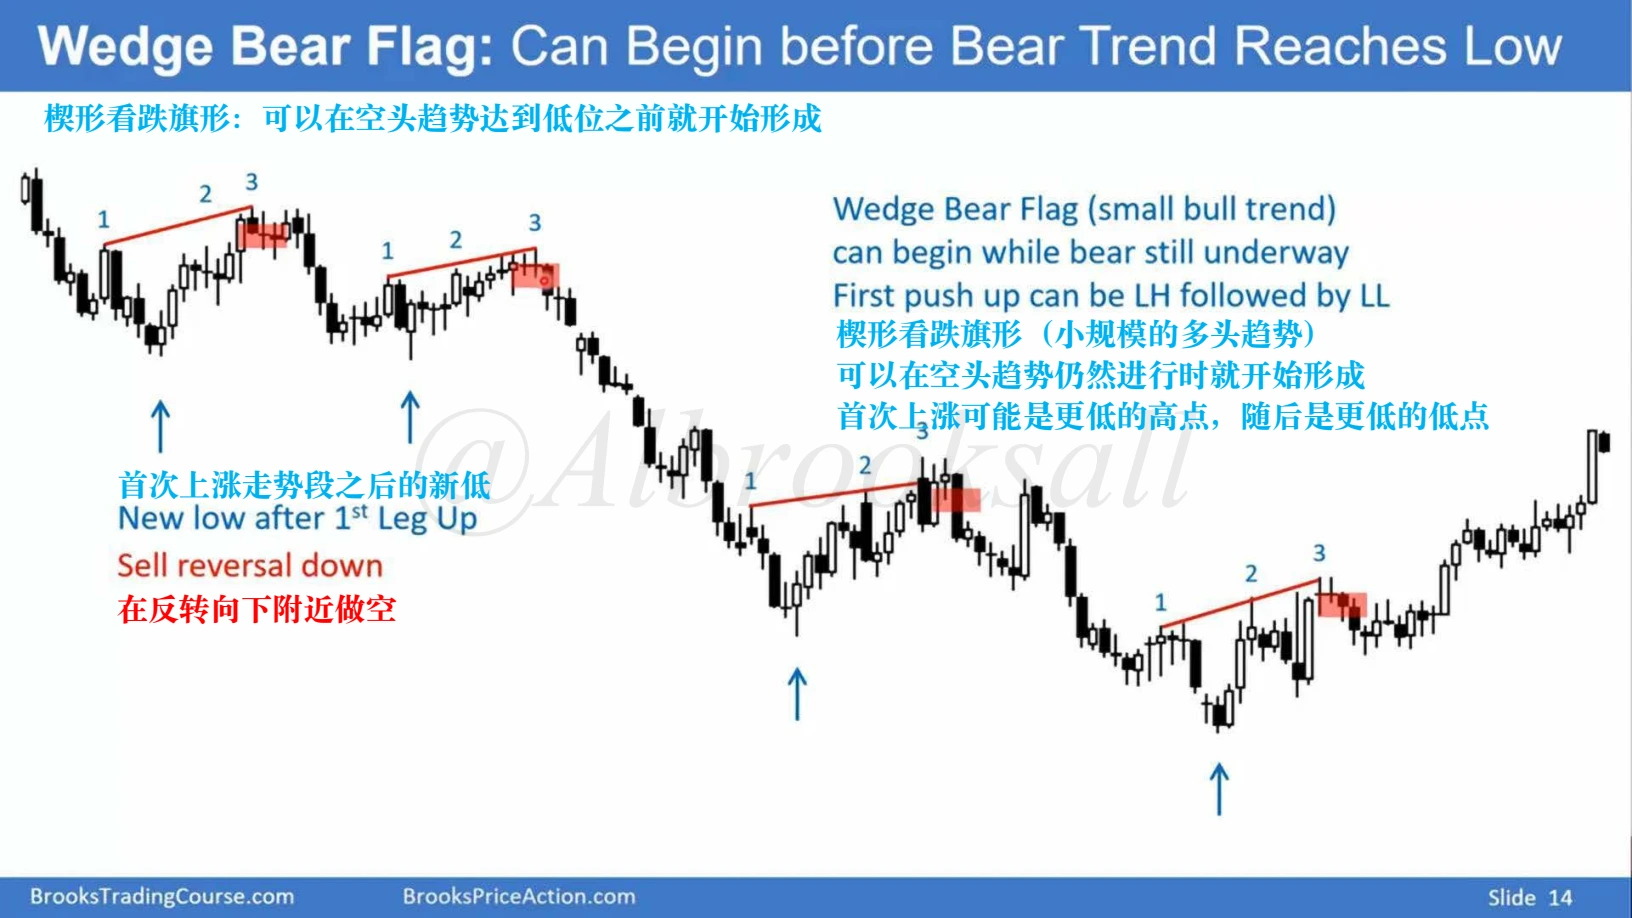 Wedge Bear Flag: Can Begin before Bear Trend Reaches Low
楔形看跌旗形：可以在空头趋势达到低位之前就开始形成
1
2
3
1
2
3
Wedge Bear Flag (small bull trend)
can begin while bear still underway
First push up can be LH followed by LL
楔形看跌旗形（小规模的多头趋势）
可以在空头趋势仍然进行时就开始形成
首次上涨可能是更低的高点，随后是更低的低点
@Albrooksall
1
2
3
首次上涨走势段之后的新低
New low after 1st Leg Up
Sell reversal down
在反转向下附近做空
1
2
3
BrooksTradingCourse.com
BrooksPriceAction.com
Slide 14